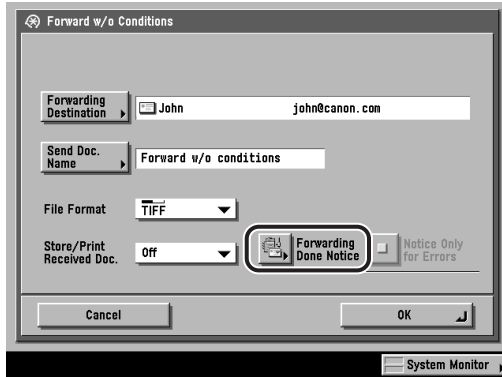 Forward w/o Conditions
Forwarding
Destination
John john@canon.com
Send Doc.
Name
Forward w/o conditions
File Format
TIFF
Store/Print
Received Doc.
Off
Forwarding
Done Notice
Notice Only
for Errors
Cancel
OK
System Monitor